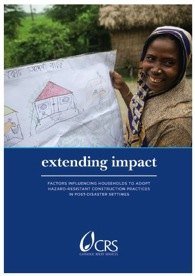 extending impact
FACTORS INFLUENCING HOUSEHOLDS TO ADOPT
HAZARD-RESISTANT CONSTRUCTION PRACTICES
IN POST-DISASTER SETTINGS
CRS
CATHOLIC RELIEF SERVICES